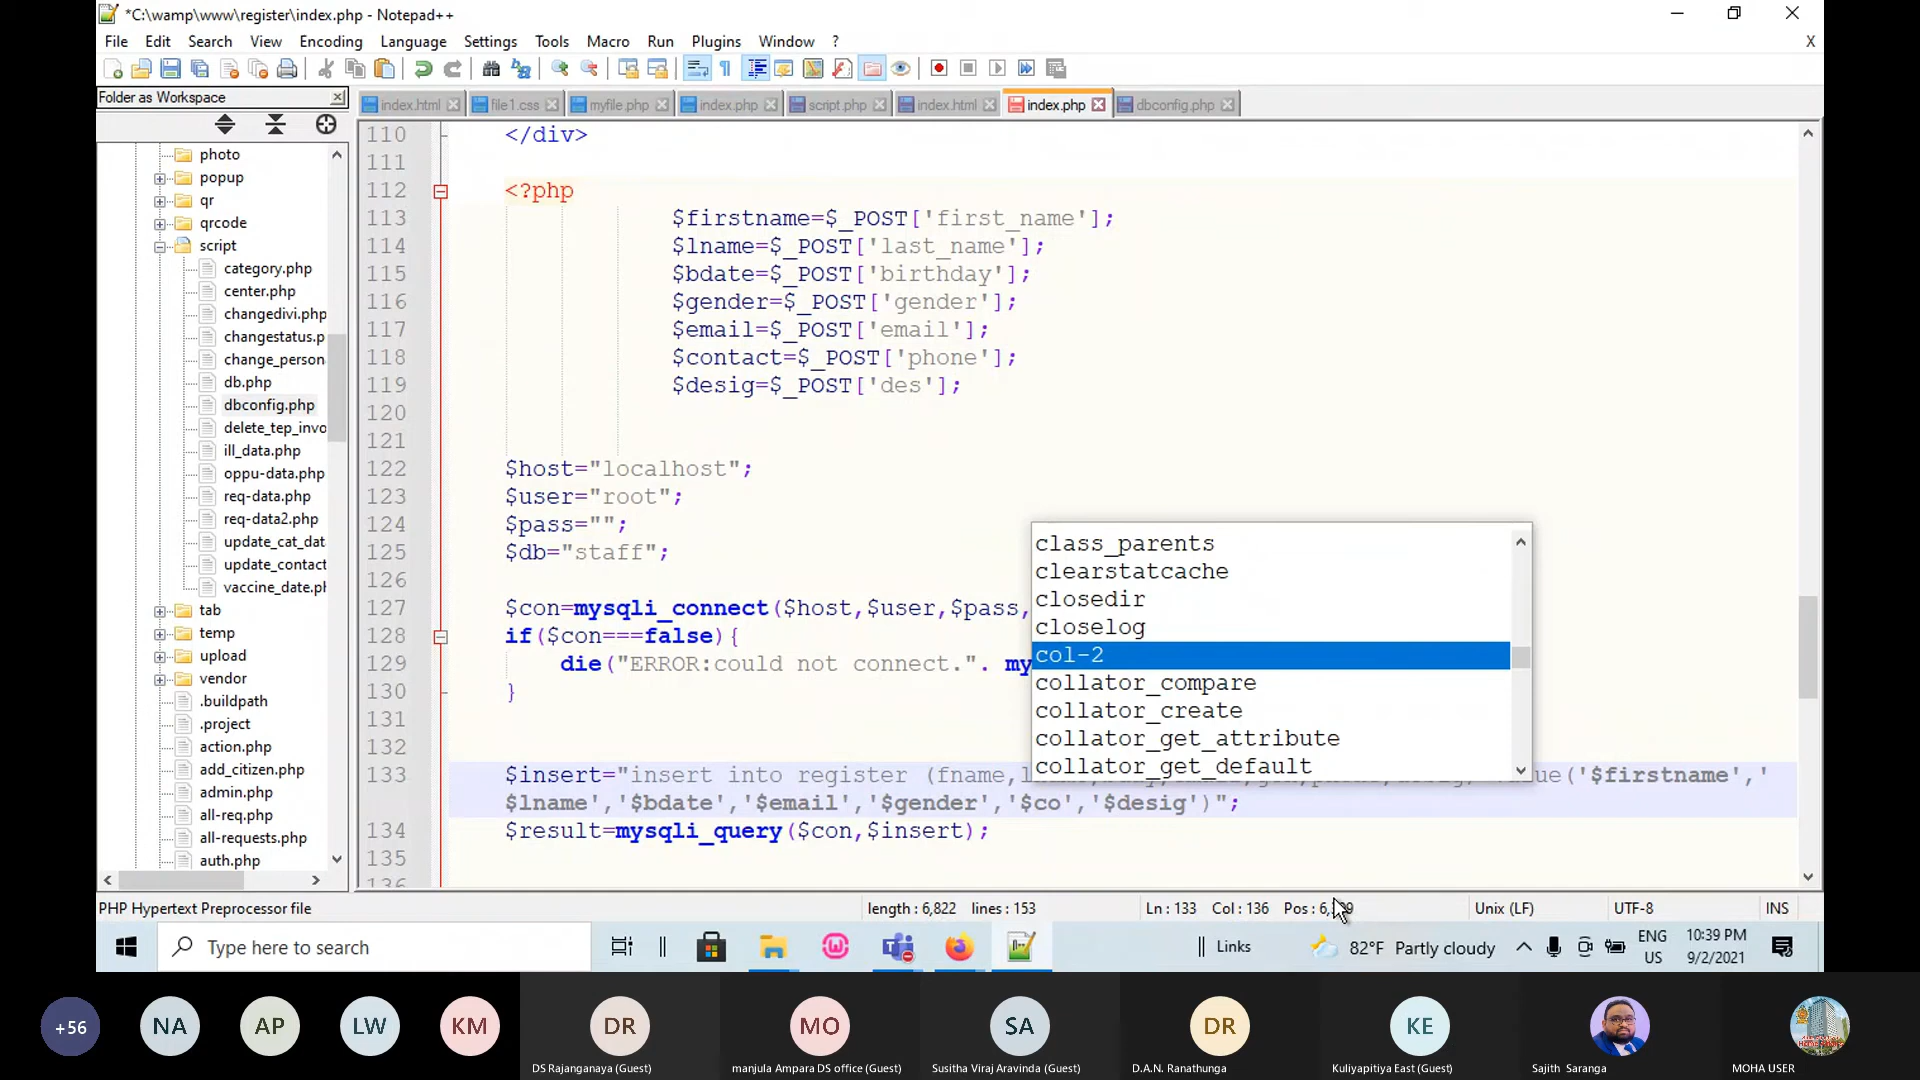 *C:\wamp\www\register\index.php - Notepad++
File Edit Search View Encoding Language Settings Tools Macro Run Plugins Window ? X
Folder as Workspace
index.html file1.css myfile.php index.php script.php index.html index.php dbconfig.php
photo
popup
qr
qrcode
script
category.php
center.php
changedivi.php
changestatus.p
change_person
db.php
dbconfig.php
delete_tep_invo
ill_data.php
oppu-data.php
req-data.php
req-data2.php
update_cat_dat
update_contact
vaccine_date.ph
tab
temp
upload
vendor
.buildpath
.project
action.php
add_citizen.php
admin.php
all-req.php
all-requests.php
auth.php
110 </div>
111
112 <?php
113 $firstname=$_POST['first_name'];
114 $lname=$_POST['last_name'];
115 $bdate=$_POST['birthday'];
116 $gender=$_POST['gender'];
117 $email=$_POST['email'];
118 $contact=$_POST['phone'];
119 $desig=$_POST['des'];
120
121
122 $host="localhost";
123 $user="root";
124 $pass="";
125 $db="staff";
126
127 $con=mysqli_connect($host,$user,$pass,
128 if($con===false){
129 die("ERROR:could not connect.". my
130 }
131
132
133 $insert="insert into register (fname, ('$firstname','
$lname','$bdate','$email','$gender','$co','$desig')";
134 $result=mysqli_query($con,$insert);
135
136
class_parents
clearstatcache
closedir
closelog
col-2
collator_compare
collator_create
collator_get_attribute
collator_get_default
PHP Hypertext Preprocessor file length : 6,822 lines : 153 Ln : 133 Col : 136 Pos : Unix (LF) UTF-8 INS
Type here to search Links 82°F Partly cloudy ENG US 10:39 PM 9/2/2021
+56 NA AP LW KM DR MO SA DR KE
DS Rajanganaya (Guest) manjula Ampara DS office (Guest) Susitha Viraj Aravinda (Guest) D.A.N. Ranathunga Kuliyapitiya East (Guest) Sajith Saranga MOHA USER